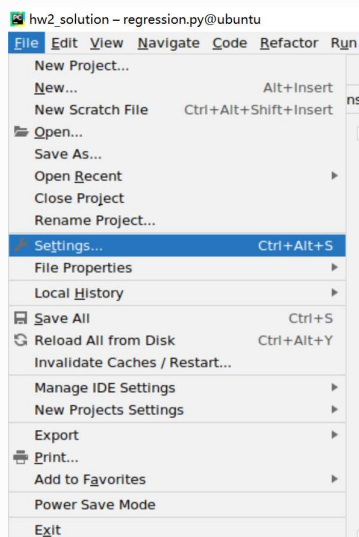 PC hw2_solution – regression.py@ubuntu
File Edit View Navigate Code Refactor Run
New Project...
New... Alt+Insert
New Scratch File Ctrl+Alt+Shift+Insert
Open...
Save As...
Open Recent
Close Project
Rename Project...
Settings... Ctrl+Alt+S
File Properties
Local History
Save All Ctrl+S
Reload All from Disk Ctrl+Alt+Y
Invalidate Caches / Restart...
Manage IDE Settings
New Projects Settings
Export
Print...
Add to Favorites
Power Save Mode
Exit